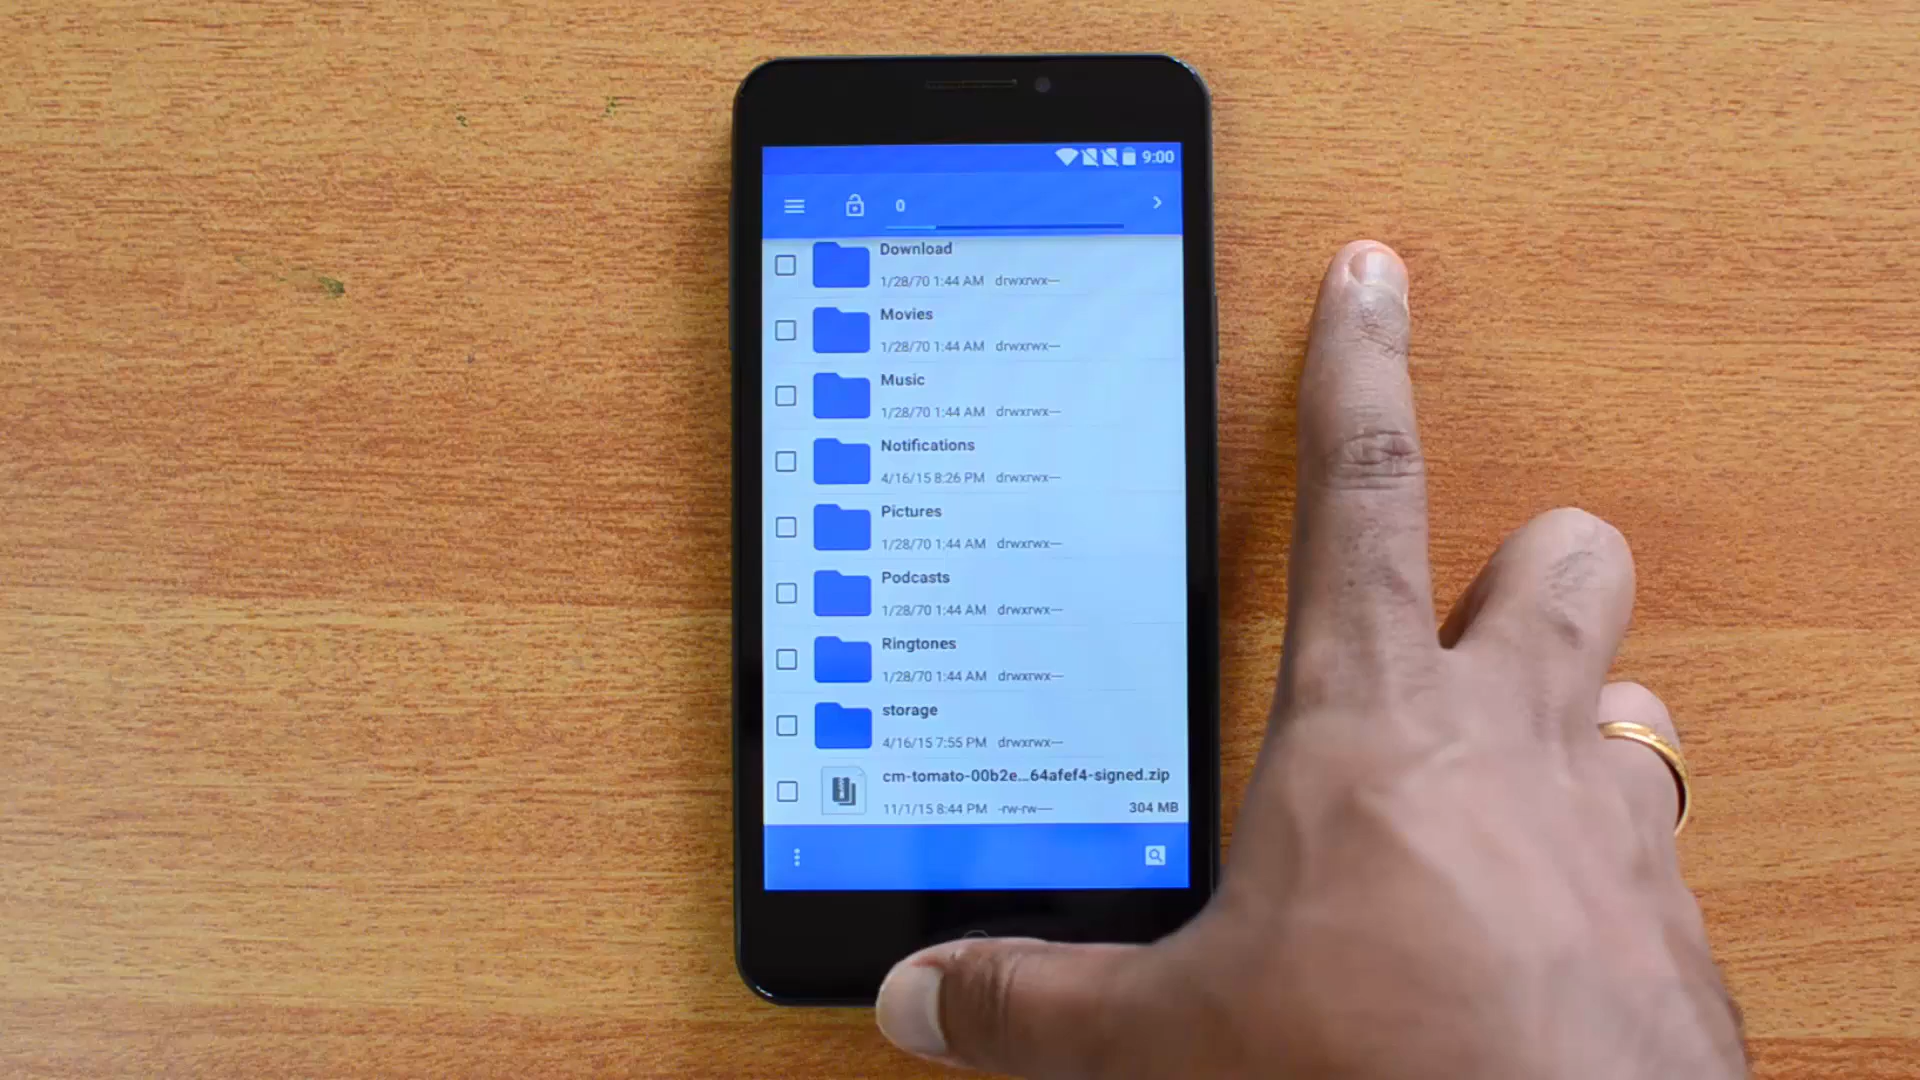 9:00
0
Download
1/28/70 1:44 AM drwxrwx---
Movies
1/28/70 1:44 AM drwxrwx---
Music
1/28/70 1:44 AM drwxrwx---
Notifications
4/16/15 8:26 PM drwxrwx---
Pictures
1/28/70 1:44 AM drwxrwx---
Podcasts
1/28/70 1:44 AM drwxrwx---
Ringtones
1/28/70 1:44 AM drwxrwx---
storage
4/16/15 7:55 PM drwxrwx---
cm-tomato-00b2e...64afef4-signed.zip
11/1/15 8:44 PM -rw-rw---- 304 MB